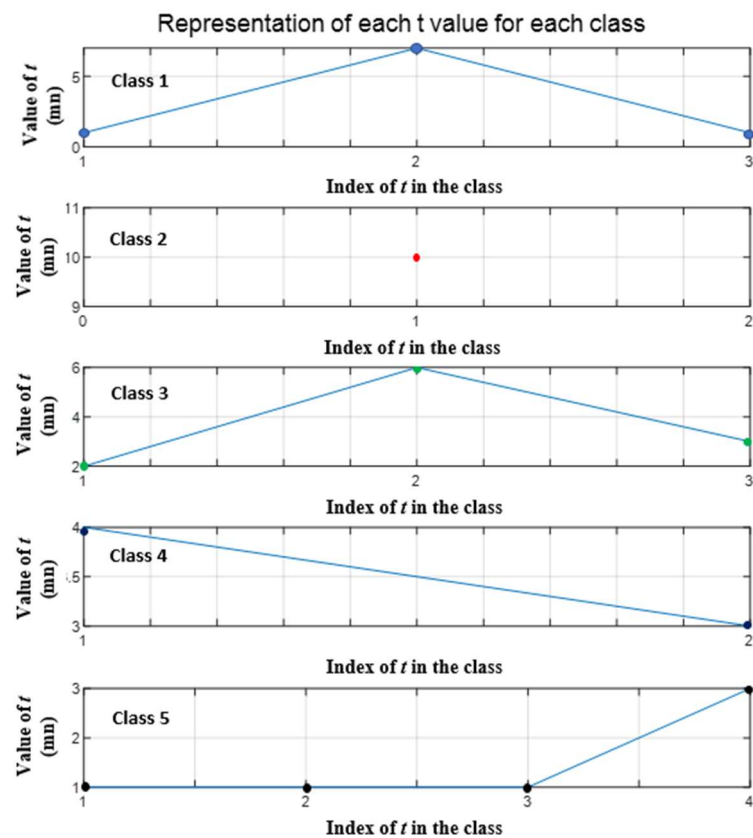 Representation of each t value for each class
Value of t
(mn)
Class 1
5
0
1
2
3
Index of t in the class
Value of t
(mn)
Class 2
11
10
9
0
1
2
Index of t in the class
Value of t
(mn)
Class 3
6
4
2
1
2
3
Index of t in the class
Value of t
(mn)
Class 4
4
.5
3
1
2
Index of t in the class
Value of t
(mn)
Class 5
3
2
1
1
2
3
4
Index of t in the class